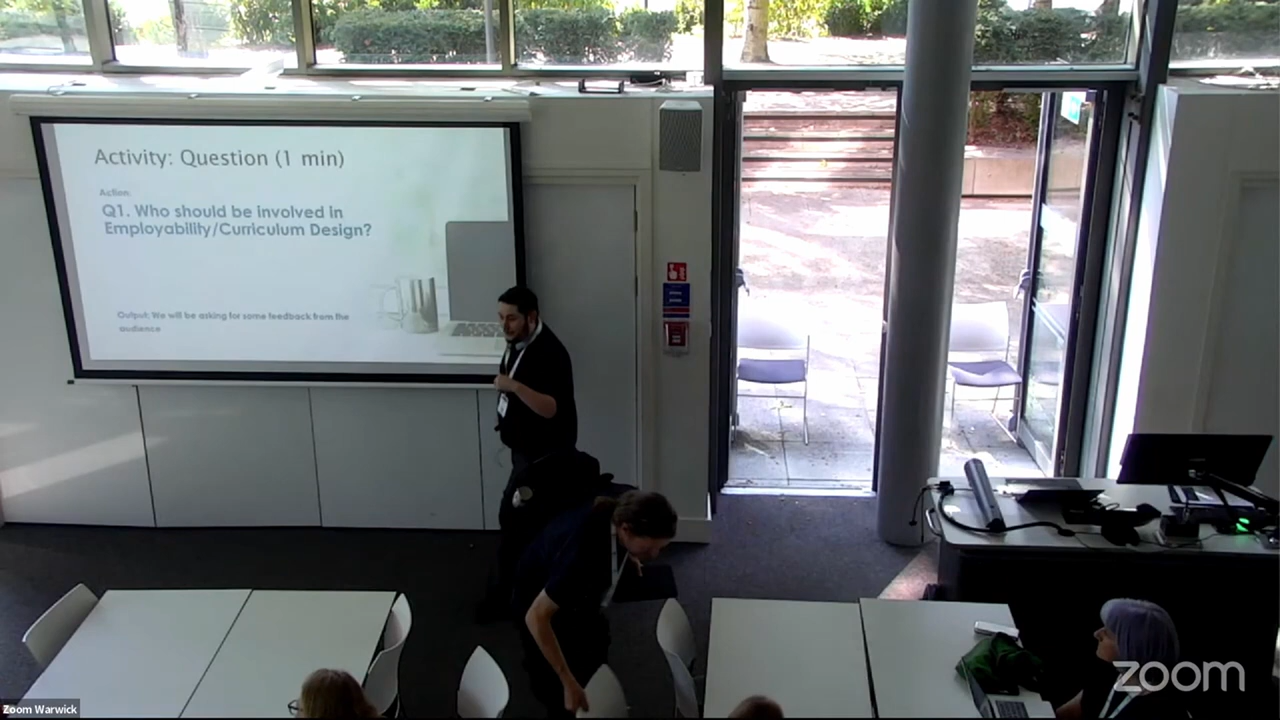 Activity: Question (1 min)
Action:
Q1. Who should be involved in
Employability/Curriculum Design?
Output: We will be asking for some feedback from the
audience
zoom
Zoom Warwick